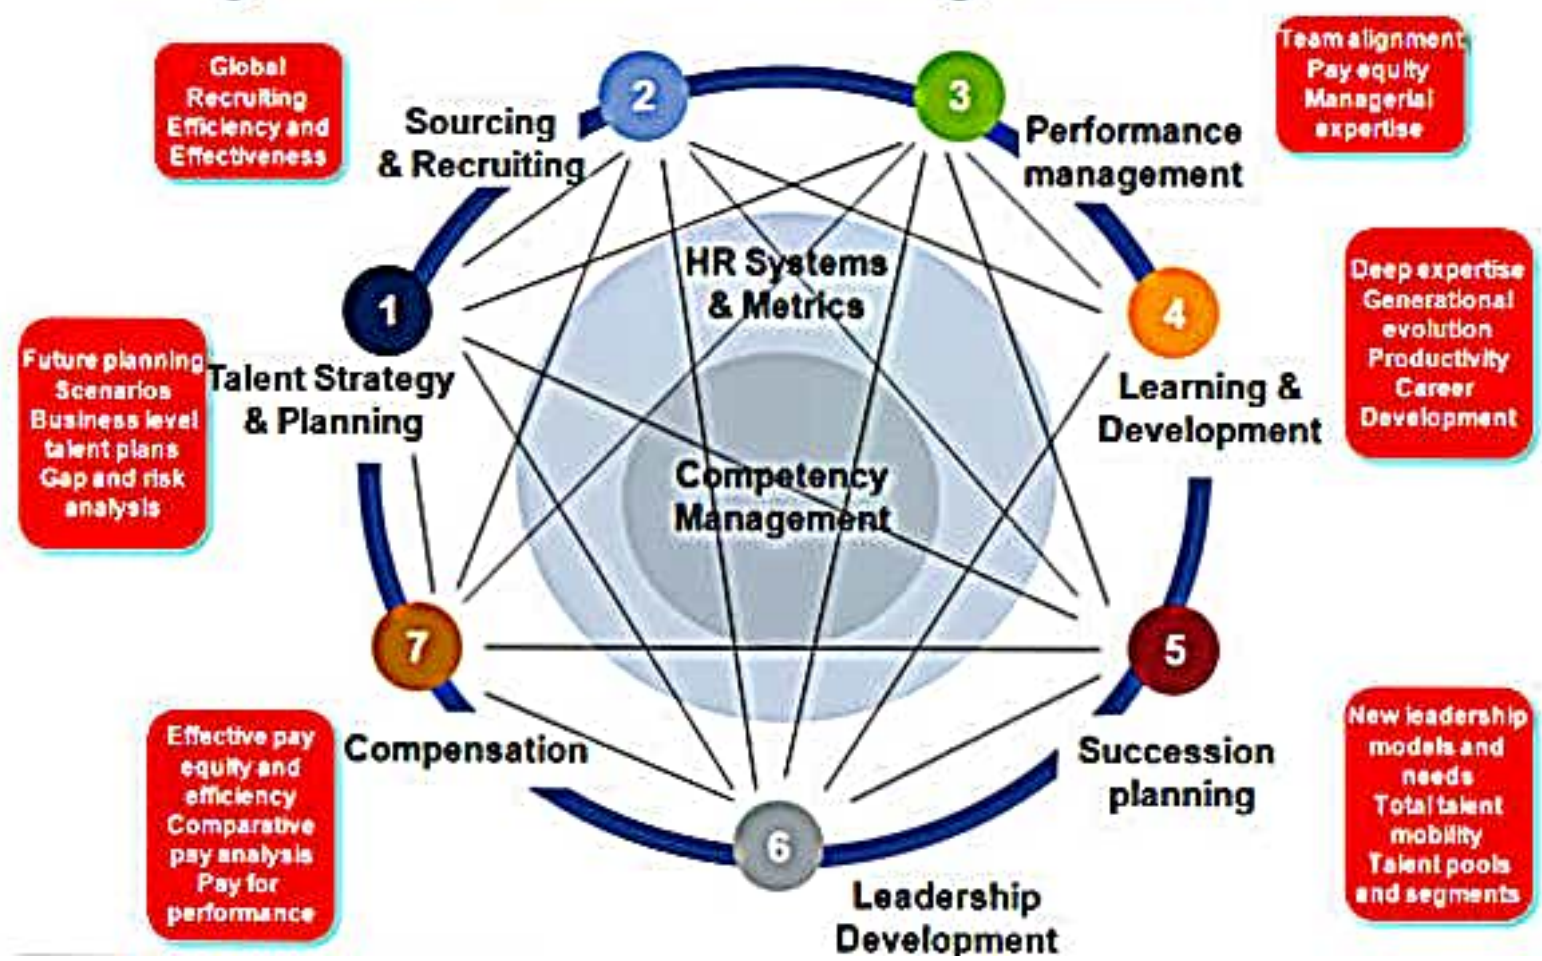 Global
Recruiting
Efficiency and
Effectiveness
2
Sourcing
& Recruiting
3
Performance
management
Team alignment
Pay equity
Managerial
expertise
1
Talent Strategy
& Planning
Future planning
Scenarios
Business level
talent plans
Gap and risk
analysis
HR Systems
& Metrics
Competency
Management
4
Learning &
Development
Deep expertise
Generational
evolution
Productivity
Career
Development
7
Compensation
Effective pay
equity and
efficiency
Comparative
pay analysis
Pay for
performance
6
Leadership
Development
5
Succession
planning
New leadership
models and
needs
Total talent
mobility
Talent pools
and segments